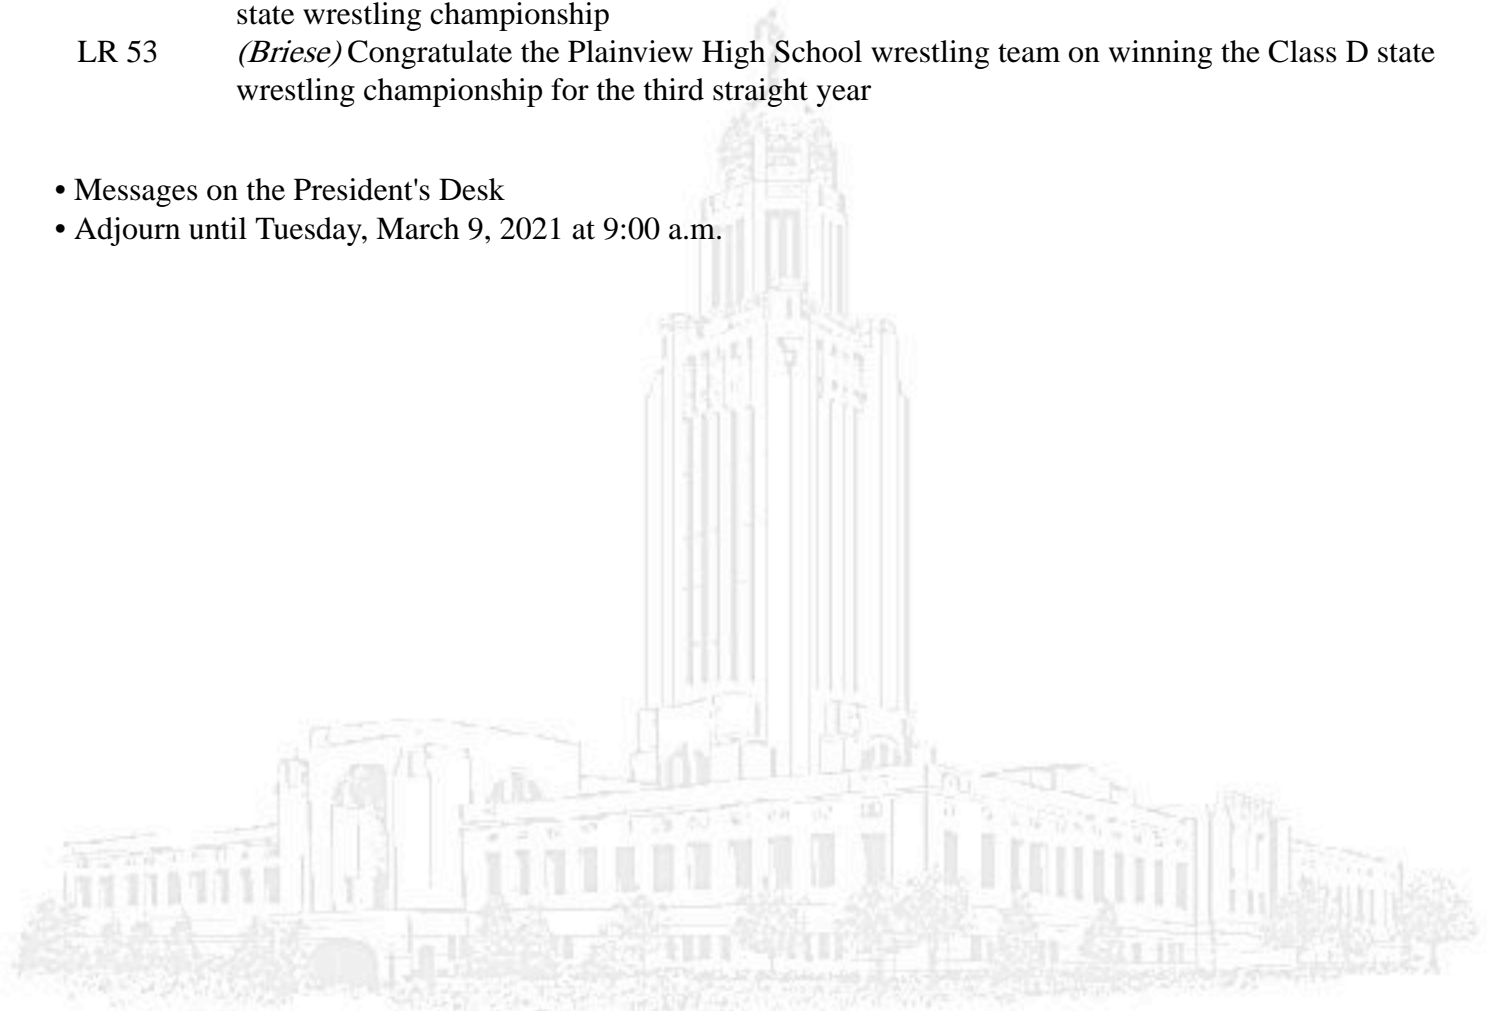 state wrestling championship
LR 53 (Briese) Congratulate the Plainview High School wrestling team on winning the Class D state
wrestling championship for the third straight year
• Messages on the President's Desk
• Adjourn until Tuesday, March 9, 2021 at 9:00 a.m.